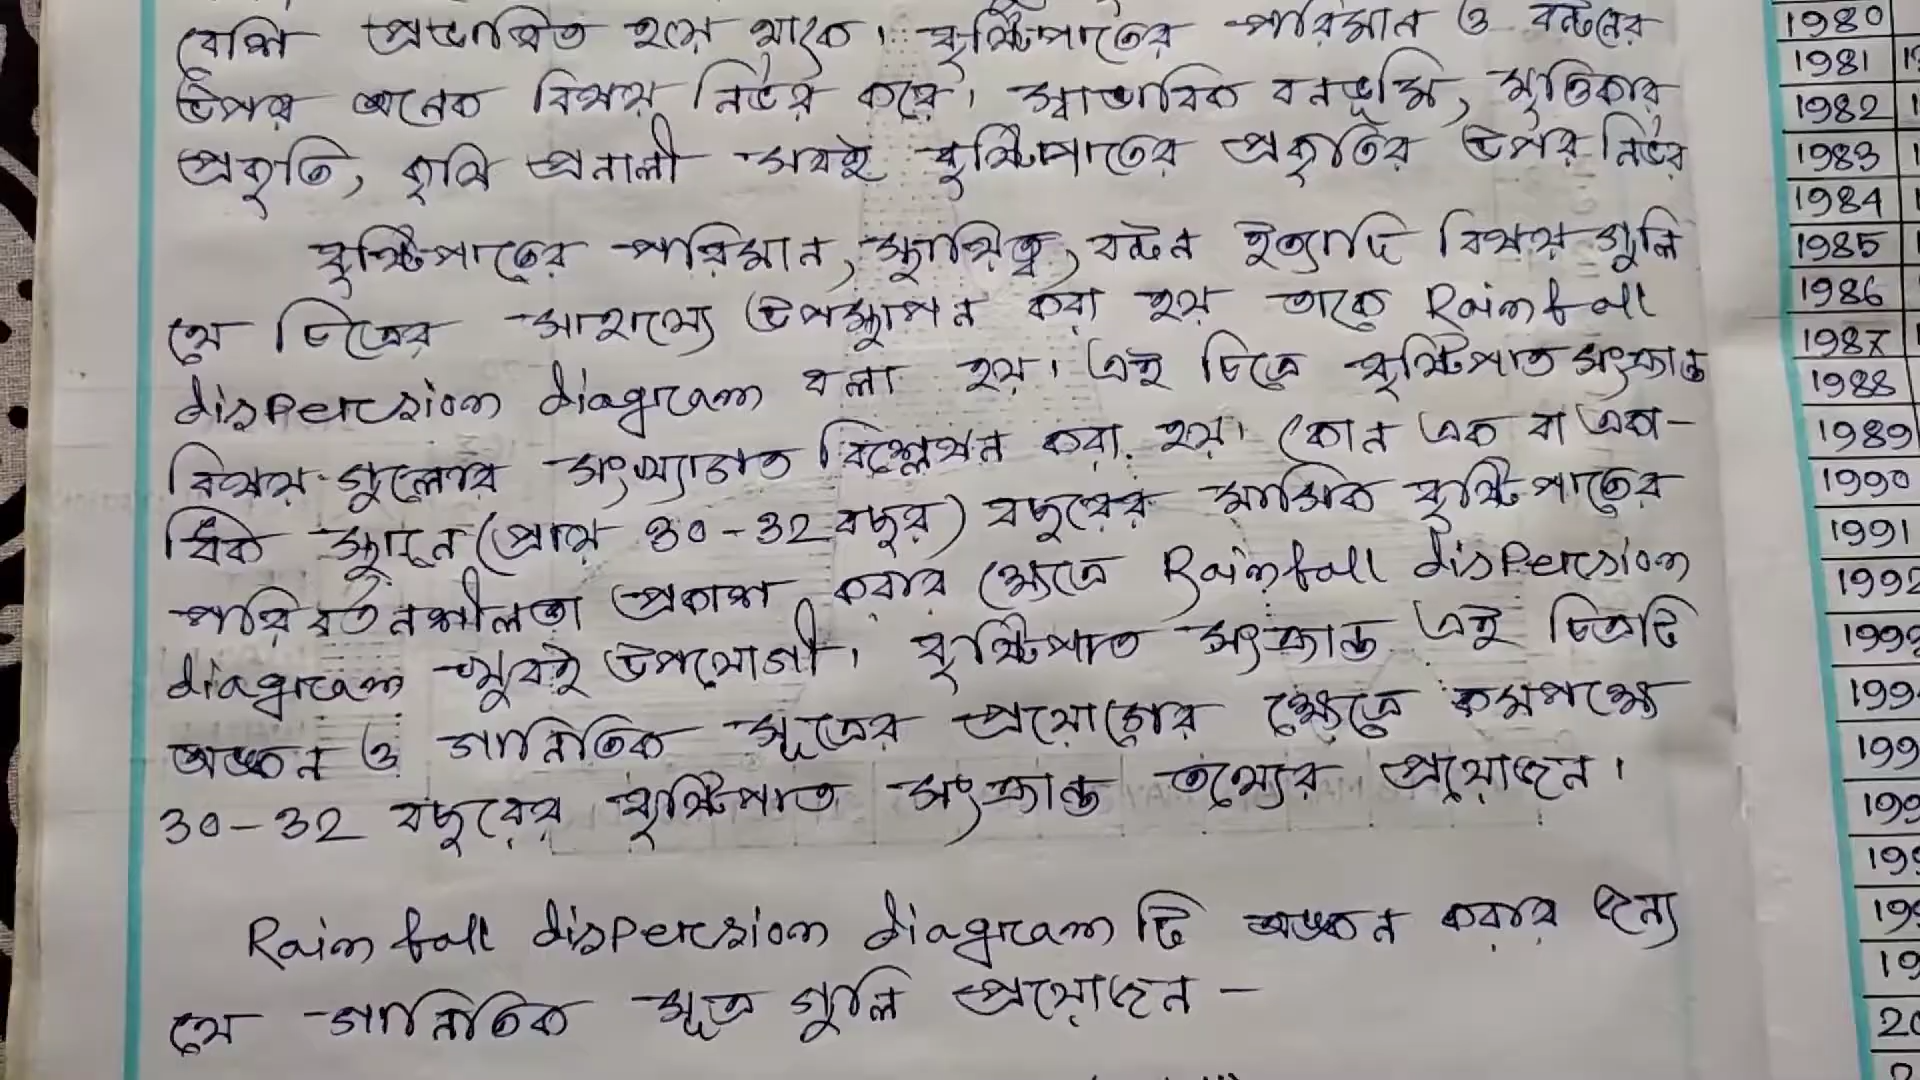 বেশি প্রভাবিত হয়ে থাকে। বৃষ্টিপাতের পরিমান ও বন্টনের
উপর অনেক বিষয় নির্ভর করে। স্বাভাবিক বনভূমি, মৃত্তিকার
প্রকৃতি, কৃষি প্রনালী সবই বৃষ্টিপাতের প্রকৃতির উপর নির্ভর
বৃষ্টিপাতের পরিমান, স্থায়িত্ব, বন্টন ইত্যাদি বিষয় গুলি
যে চিত্রের সাহায্যে উপস্থাপন করা হয় তাকে Rainfall
dispersion diagram বলা হয়। এই চিত্রে বৃষ্টিপাত সংক্রান্ত
বিষয় গুলোর সংখ্যাগত বিশ্লেষন করা হয়। কোন এক বা একা-
ধিক স্থানে (প্রায় 30-32 বছর) বছরের মাসিক বৃষ্টিপাতের
পরিবর্তনশীলতা প্রকাশ করার ক্ষেত্রে Rainfall dispersion
diagram খুবই উপযোগী। বৃষ্টিপাত সংক্রান্ত এই চিত্রটি
অঙ্কন ও গানিতিক সূত্রের প্রয়োগের ক্ষেত্রে কমপক্ষে
30-32 বছরের বৃষ্টিপাত সংক্রান্ত তথ্যের প্রয়োজন।
Rainfall dispersion diagram টি অঙ্কন করার জন্য
যে গানিতিক সূত্র গুলি প্রয়োজন -
1980
1981
1982
1983
1984
1985
1986
1987
1988
1989
1990
1991
1992